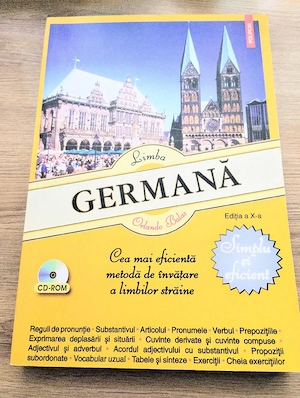 POLIROM
Limba
GERMANĂ
Orlando Balaș
Ediția a X-a
Simplu
și
eficient
Cea mai eficientă
metodă de învățare
a limbilor străine
CD-ROM
Reguli de pronunție • Substantivul • Articolul • Pronumele • Verbul • Prepozițiile •
Exprimarea deplasării și situării • Cuvinte derivate și cuvinte compuse •
Adjectivul și adverbul • Acordul adjectivului cu substantivul • Propoziții
subordonate • Vocabular uzual • Tabele și sinteze • Exerciții • Cheia exercițiilor